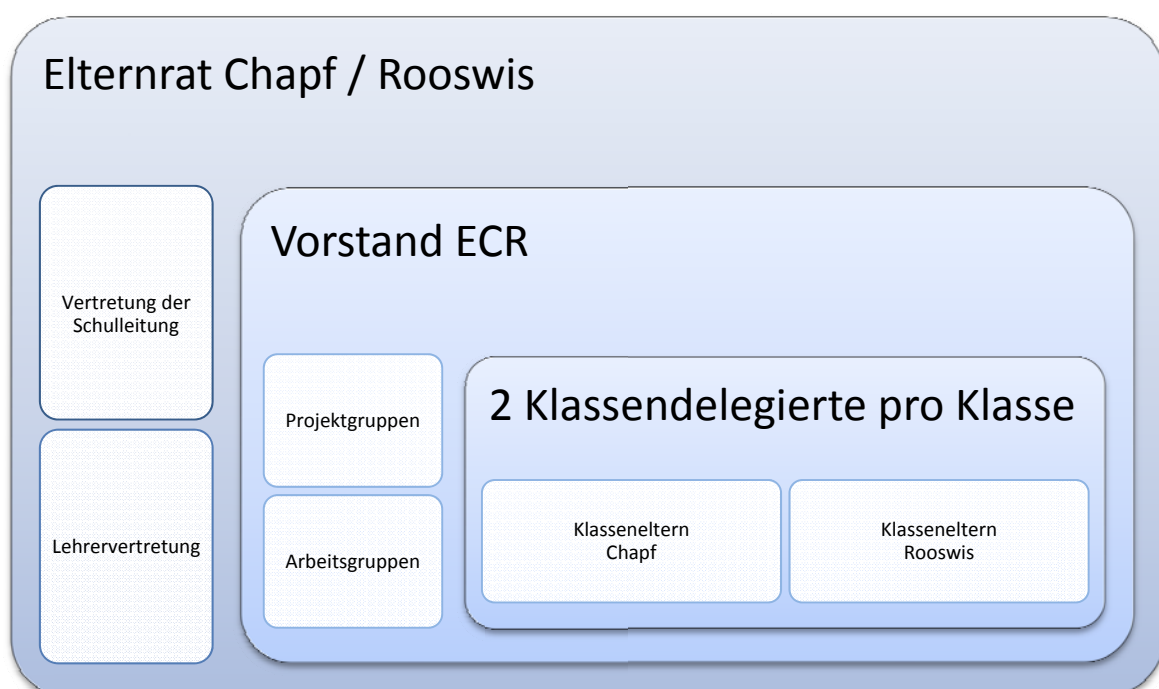 Elternrat Chapf / Rooswis
Vertretung der
Schulleitung
Lehrervertretung
Vorstand ECR
Projektgruppen
Arbeitsgruppen
2 Klassendelegierte pro Klasse
Klasseneltern
Chapf
Klasseneltern
Rooswis